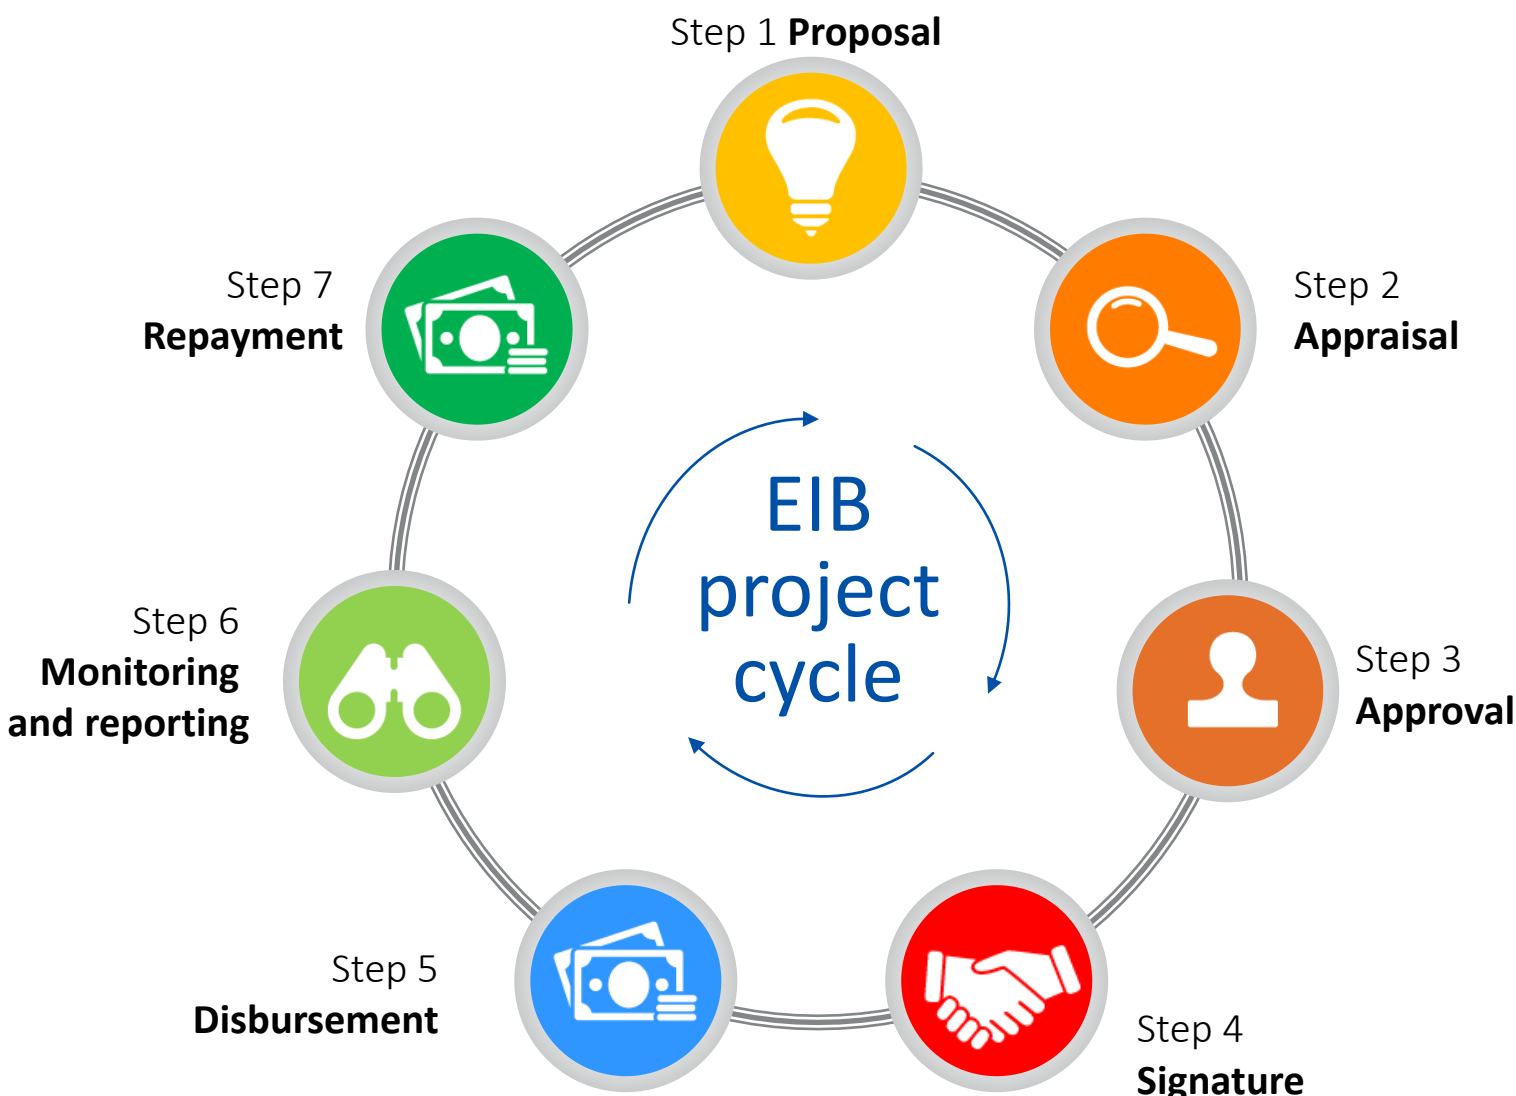 Step 1 Proposal
Step 2
Appraisal
Step 3
Approval
Step 4
Signature
Step 5
Disbursement
Step 6
Monitoring
and reporting
Step 7
Repayment
EIB
project
cycle